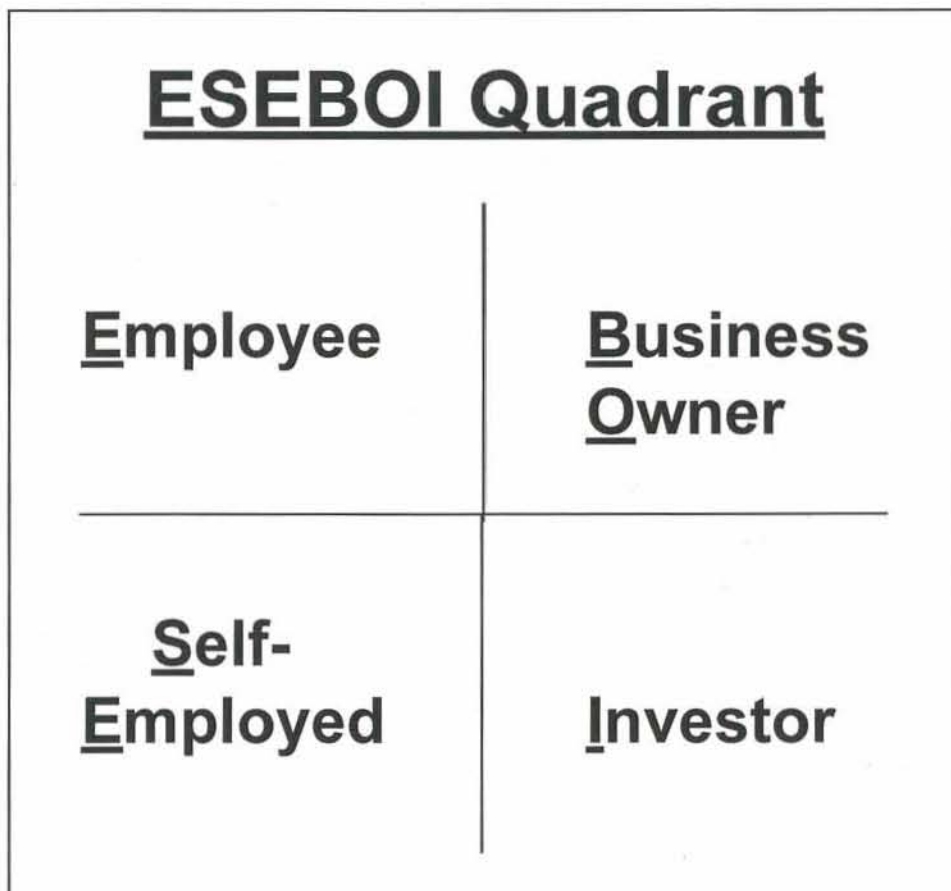 ESEBOI Quadrant
Employee
Business
Owner
Self-
Employed
Investor